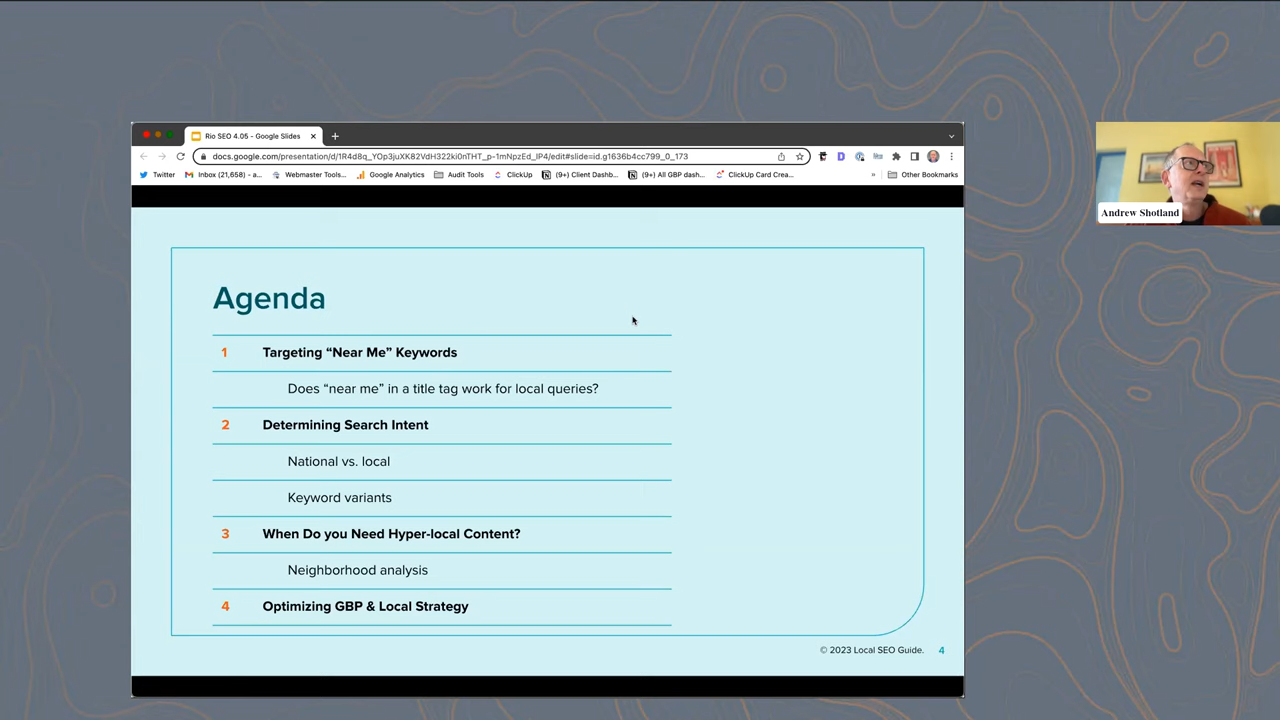 Rio SEO 4.05 - Google Slides
docs.google.com/presentation/d/1R4d8q_YOp3juXK82VdH322ki0nTHT_p-1mNpzEd_IP4/edit#slide=id.g1636b4cc799_0_173
Twitter
Inbox (21,658) - a...
Webmaster Tools...
Google Analytics
Audit Tools
ClickUp
(9+) Client Dashb...
(9+) All GBP dash...
ClickUp Card Crea...
»
Other Bookmarks
Andrew Shotland
Agenda
1 Targeting “Near Me” Keywords
Does “near me” in a title tag work for local queries?
2 Determining Search Intent
National vs. local
Keyword variants
3 When Do you Need Hyper-local Content?
Neighborhood analysis
4 Optimizing GBP & Local Strategy
© 2023 Local SEO Guide. 4